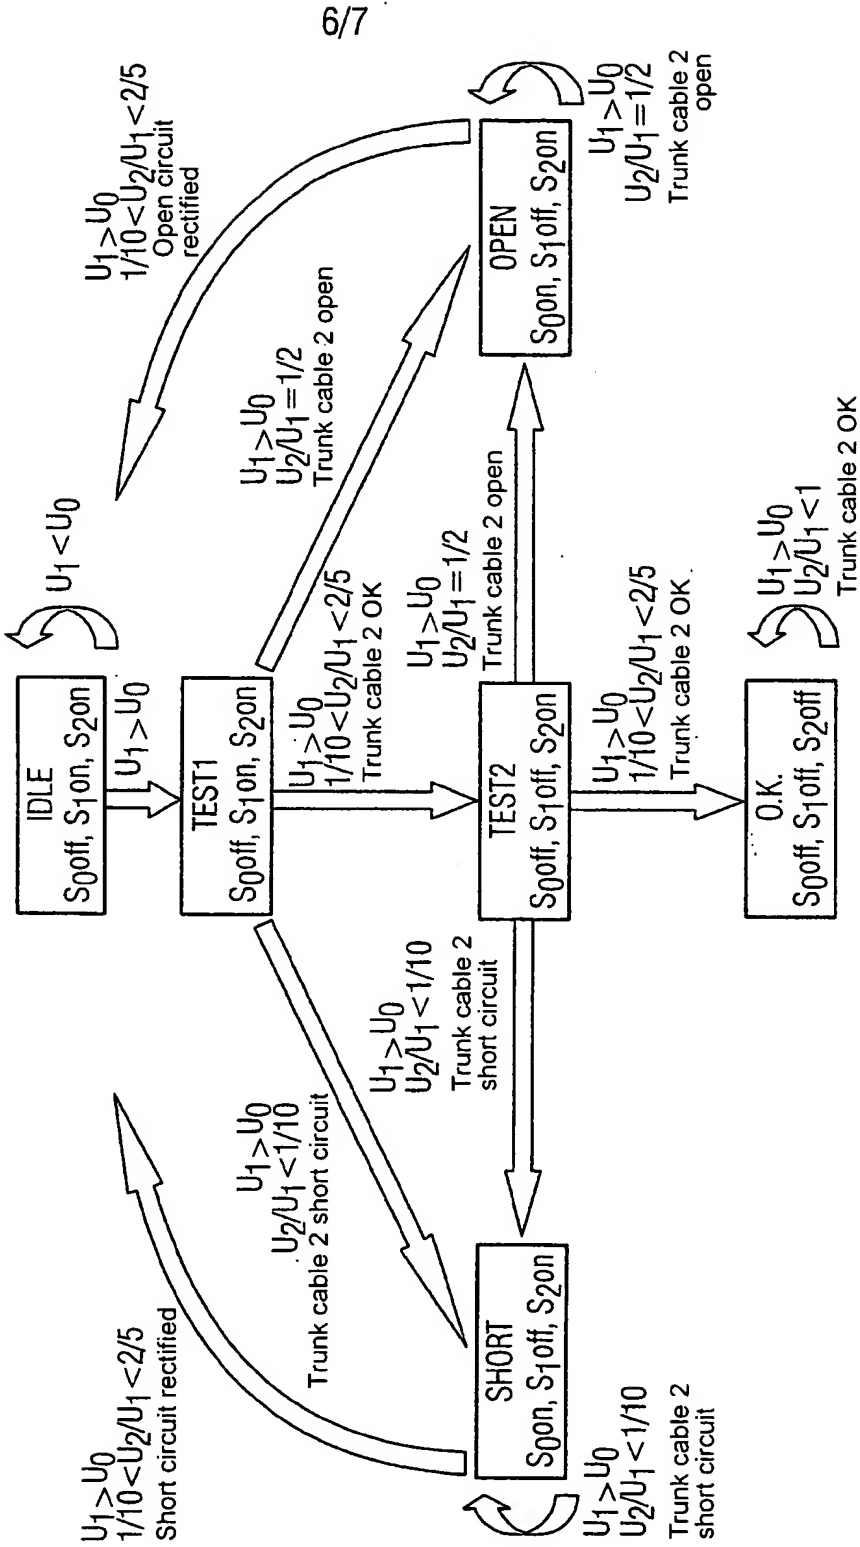 6/7
IDLE
S0off, S1on, S2on
U1<U0
U1>U0
TEST1
S0off, S1on, S2on
U1>U0
1/10<U2/U1<2/5
Short circuit rectified
U1>U0
1/10<U2/U1<2/5
Open circuit
rectified
U1>U0
U2/U1<1/10
Trunk cable 2 short circuit
U1>U0
1/10<U2/U1<2/5
Trunk cable 2 OK
U1>U0
U2/U1=1/2
Trunk cable 2 open
SHORT
S0on, S1off, S2on
U1>U0
U2/U1<1/10
Trunk cable 2
short circuit
U1>U0
U2/U1<1/10
Trunk cable 2
short circuit
TEST2
S0off, S1off, S2on
U1>U0
U2/U1=1/2
Trunk cable 2 open
OPEN
S0on, S1off, S2on
U1>U0
U2/U1=1/2
Trunk cable 2
open
U1>U0
1/10<U2/U1<2/5
Trunk cable 2 OK
O.K.
S0off, S1off, S2off
U1>U0
U2/U1<1
Trunk cable 2 OK